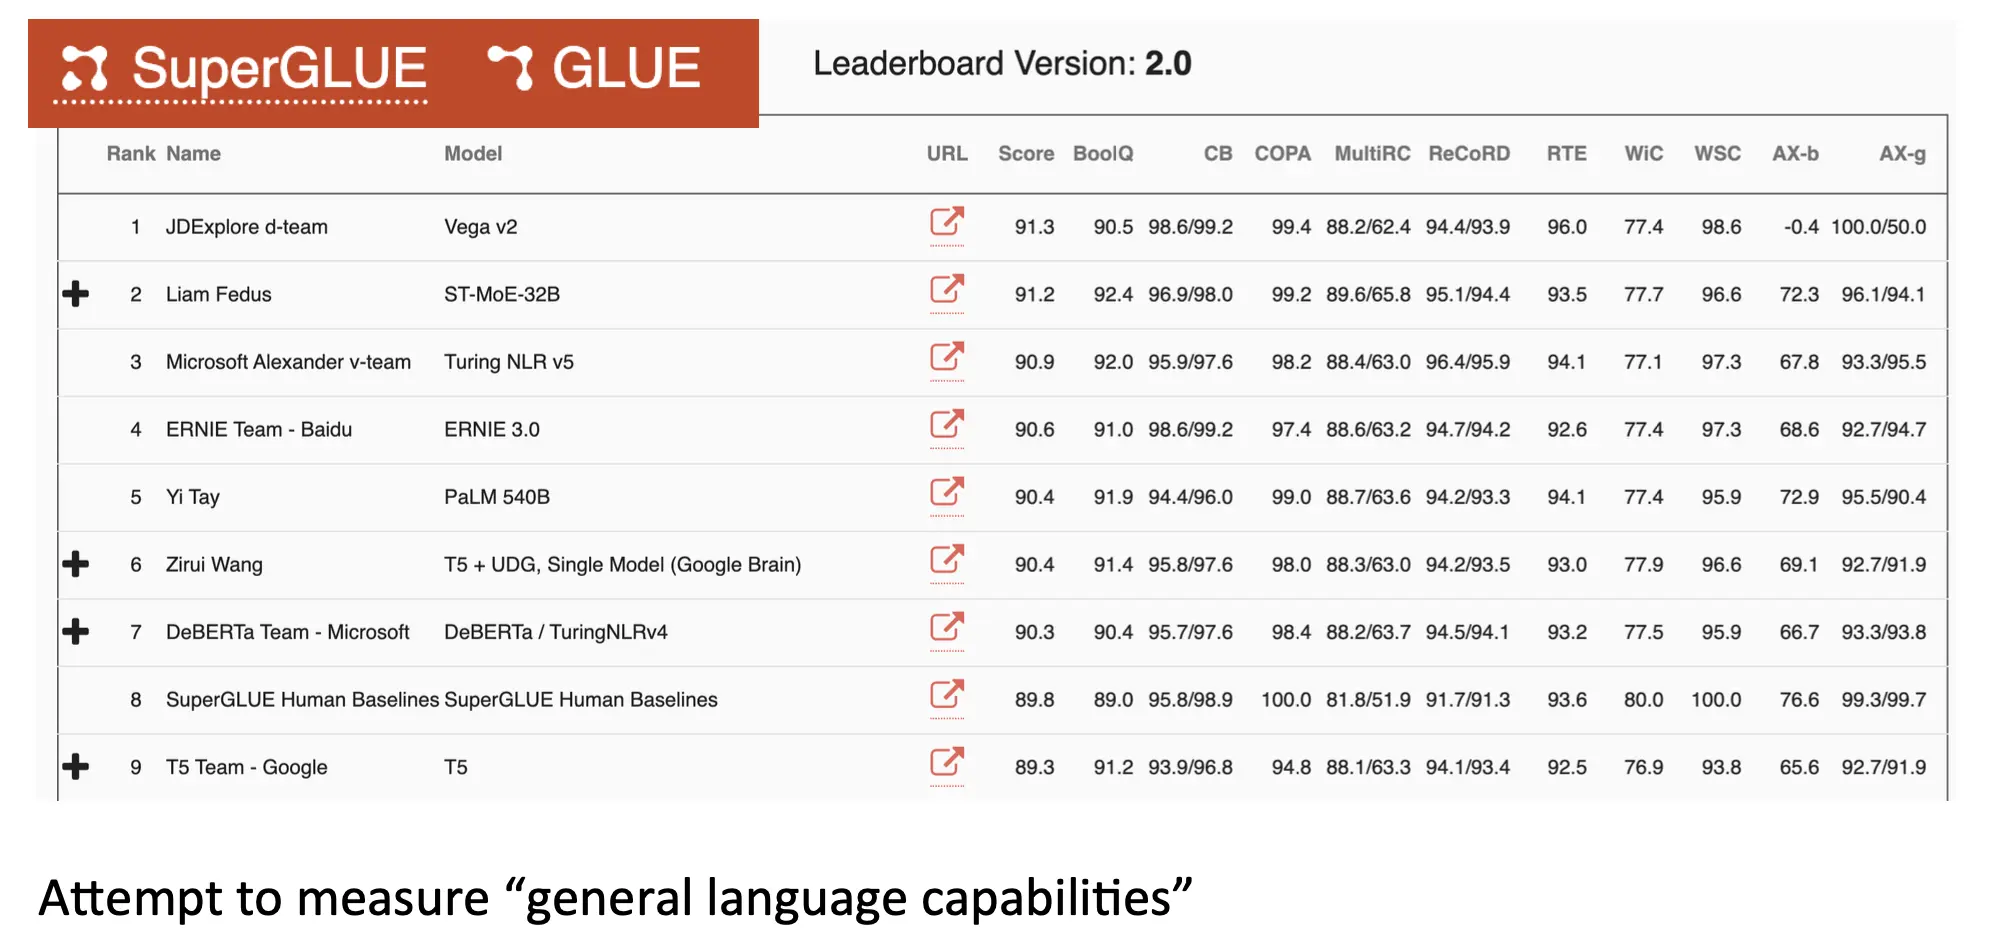 SuperGLUE GLUE Leaderboard Version: 2.0
Rank Name Model URL Score BoolQ CB COPA MultiRC ReCoRD RTE WiC WSC AX-b AX-g
1 JDExplore d-team Vega v2 91.3 90.5 98.6/99.2 99.4 88.2/62.4 94.4/93.9 96.0 77.4 98.6 -0.4 100.0/50.0
2 Liam Fedus ST-MoE-32B 91.2 92.4 96.9/98.0 99.2 89.6/65.8 95.1/94.4 93.5 77.7 96.6 72.3 96.1/94.1
3 Microsoft Alexander v-team Turing NLR v5 90.9 92.0 95.9/97.6 98.2 88.4/63.0 96.4/95.9 94.1 77.1 97.3 67.8 93.3/95.5
4 ERNIE Team - Baidu ERNIE 3.0 90.6 91.0 98.6/99.2 97.4 88.6/63.2 94.7/94.2 92.6 77.4 97.3 68.6 92.7/94.7
5 Yi Tay PaLM 540B 90.4 91.9 94.4/96.0 99.0 88.7/63.6 94.2/93.3 94.1 77.4 95.9 72.9 95.5/90.4
6 Zirui Wang T5 + UDG, Single Model (Google Brain) 90.4 91.4 95.8/97.6 98.0 88.3/63.0 94.2/93.5 93.0 77.9 96.6 69.1 92.7/91.9
7 DeBERTa Team - Microsoft DeBERTa / TuringNLRv4 90.3 90.4 95.7/97.6 98.4 88.2/63.7 94.5/94.1 93.2 77.5 95.9 66.7 93.3/93.8
8 SuperGLUE Human Baselines SuperGLUE Human Baselines 89.8 89.0 95.8/98.9 100.0 81.8/51.9 91.7/91.3 93.6 80.0 100.0 76.6 99.3/99.7
9 T5 Team - Google T5 89.3 91.2 93.9/96.8 94.8 88.1/63.3 94.1/93.4 92.5 76.9 93.8 65.6 92.7/91.9
Attempt to measure “general language capabilities”